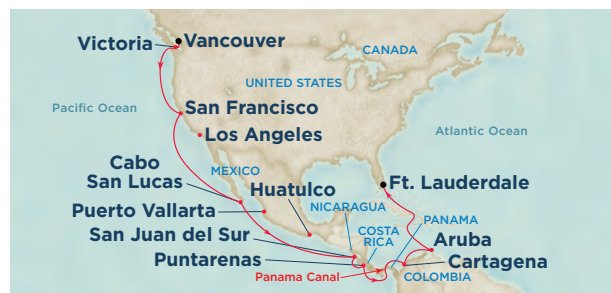 Victoria
Vancouver
CANADA
UNITED STATES
Pacific Ocean
San Francisco
Los Angeles
Atlantic Ocean
Cabo
San Lucas
MEXICO
Huatulco
Ft. Lauderdale
Puerto Vallarta
NICARAGUA
San Juan del Sur
COSTA
RICA
PANAMA
Aruba
Puntarenas
Cartagena
Panama Canal
COLOMBIA